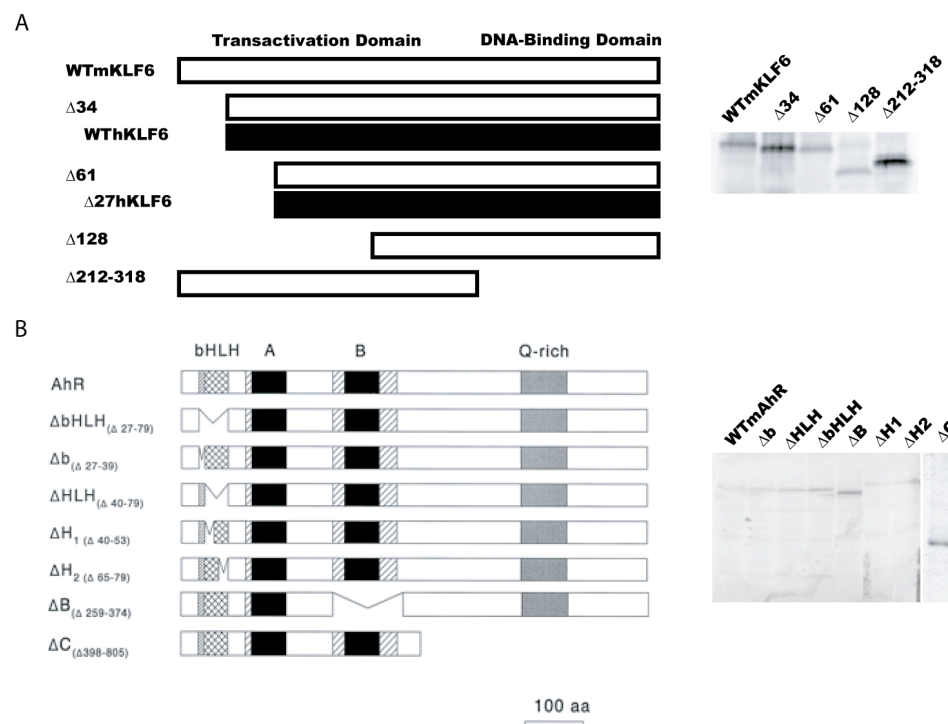 A
Transactivation Domain DNA-Binding Domain
WTmKLF6
Δ34
WThKLF6
Δ61
Δ27hKLF6
Δ128
Δ212-318
WTmKLF6 Δ34 Δ61 Δ128 Δ212-318
B
bHLH A B Q-rich
AhR
ΔbHLH(Δ 27-79)
Δb(Δ 27-39)
ΔHLH(Δ 40-79)
ΔH1 (Δ 40-53)
ΔH2 (Δ 65-79)
ΔB(Δ 259-374)
ΔC(Δ398-805)
WTmAhR Δb ΔHLH ΔbHLH ΔB ΔH1 ΔH2
100 aa